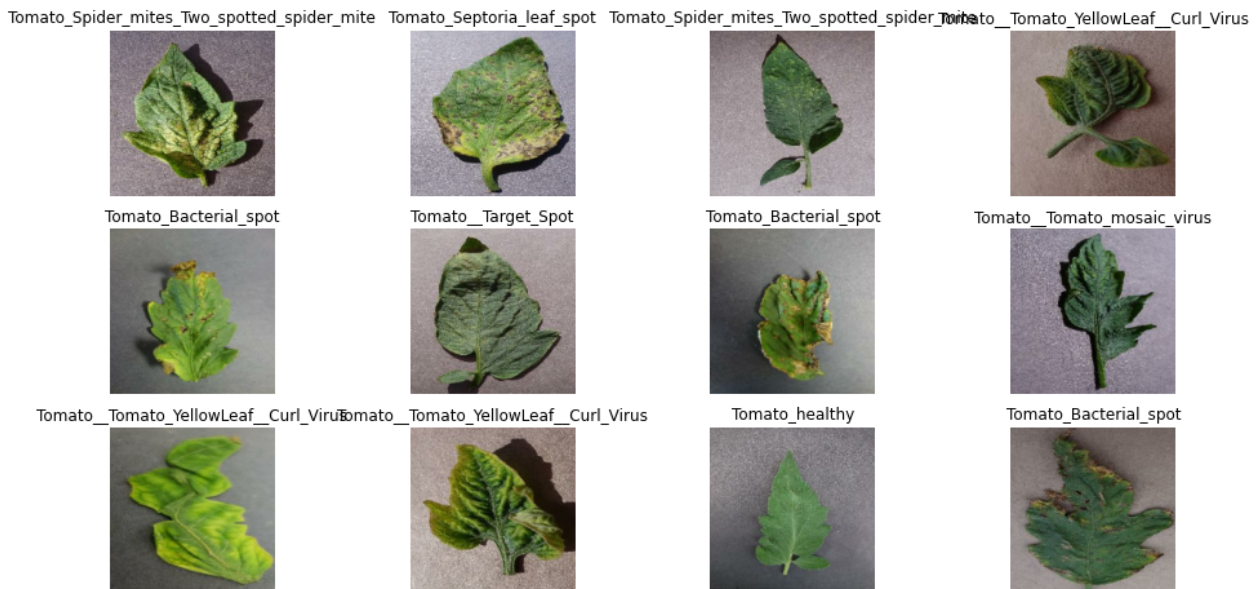 Tomato_Spider_mites_Two_spotted_spider_mite
Tomato_Septoria_leaf_spot
Tomato_Spider_mites_Two_spotted_spider_mite
Tomato__Tomato_YellowLeaf__Curl_Virus
Tomato_Bacterial_spot
Tomato__Target_Spot
Tomato_Bacterial_spot
Tomato__Tomato_mosaic_virus
Tomato__Tomato_YellowLeaf__Curl_Virus
Tomato__Tomato_YellowLeaf__Curl_Virus
Tomato_healthy
Tomato_Bacterial_spot